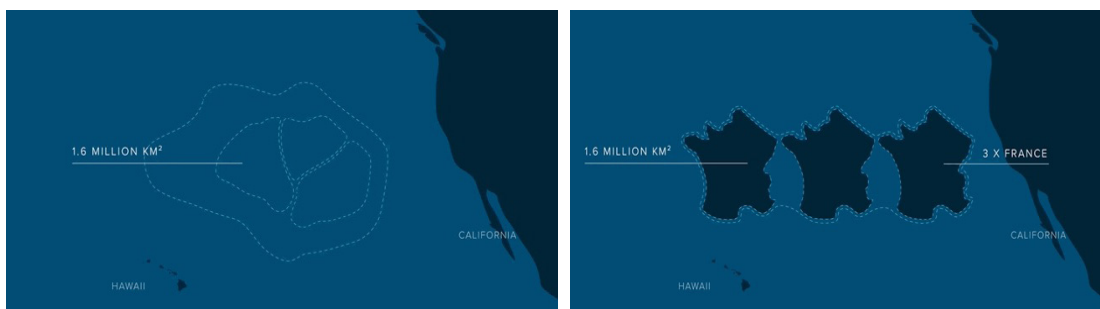 1.6 MILLION KM²
CALIFORNIA
HAWAII
1.6 MILLION KM²
3 X FRANCE
CALIFORNIA
HAWAII